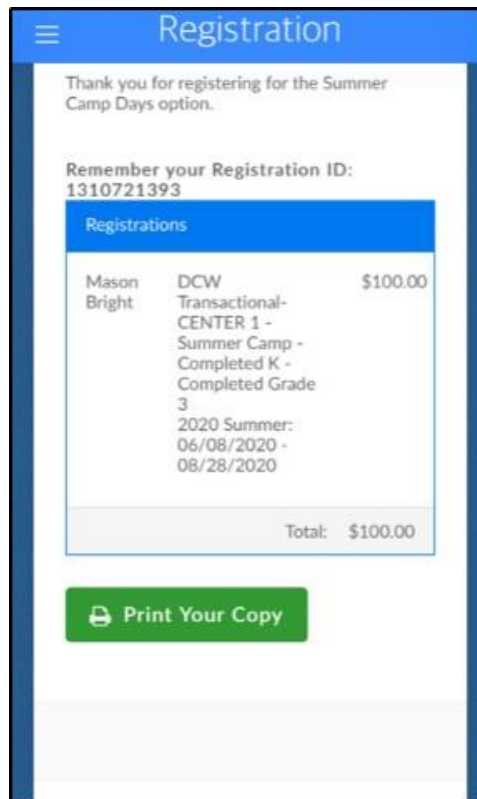 Registration
Thank you for registering for the Summer
Camp Days option.
Remember your Registration ID:
1310721393
Registrations
Mason DCW $100.00
Bright Transactional-
CENTER 1 -
Summer Camp -
Completed K -
Completed Grade
3
2020 Summer:
06/08/2020 -
08/28/2020
Total: $100.00
Print Your Copy